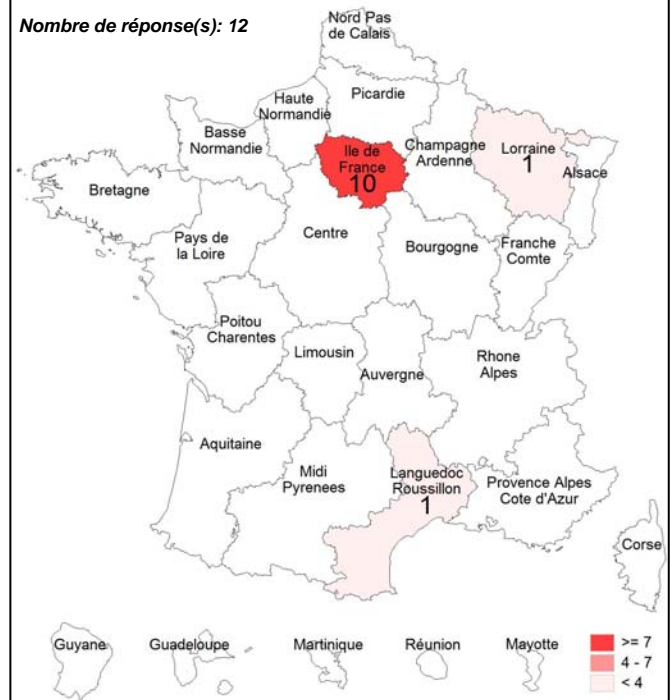 Nombre de réponse(s): 12
Nord Pas
de Calais
Picardie
Haute
Normandie
Basse
Normandie
Ile de
France
10
Champagne
Ardenne
Lorraine
1
Alsace
Bretagne
Pays de
la Loire
Centre
Bourgogne
Franche
Comte
Poitou
Charentes
Limousin
Auvergne
Rhone
Alpes
Aquitaine
Midi
Pyrenees
Languedoc
Roussillon
1
Provence Alpes
Cote d'Azur
Corse
Guyane
Guadeloupe
Martinique
Réunion
Mayotte
>= 7
4 - 7
< 4